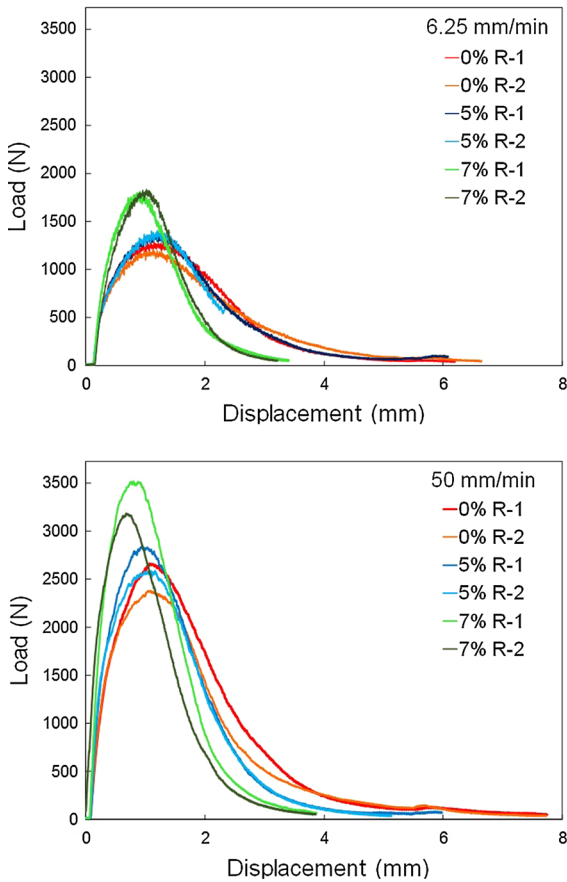 3500
3000
2500
2000
1500
1000
500
0
Load (N)
6.25 mm/min
0% R-1
0% R-2
5% R-1
5% R-2
7% R-1
7% R-2
0 2 4 6 8
Displacement (mm)
3500
3000
2500
2000
1500
1000
500
0
Load (N)
50 mm/min
0% R-1
0% R-2
5% R-1
5% R-2
7% R-1
7% R-2
0 2 4 6 8
Displacement (mm)